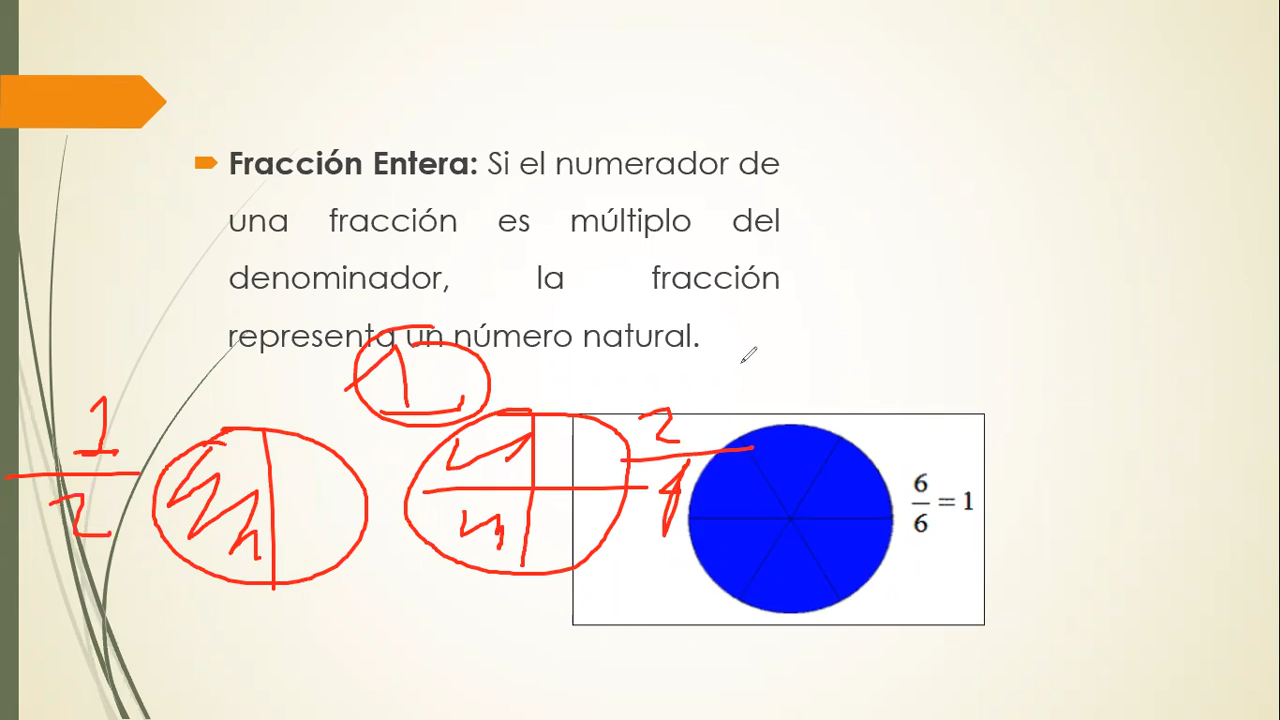 Fracción Entera: Si el numerador de
una fracción es múltiplo del
denominador, la fracción
representa un número natural.
1
1
2
2
4
6
6
= 1